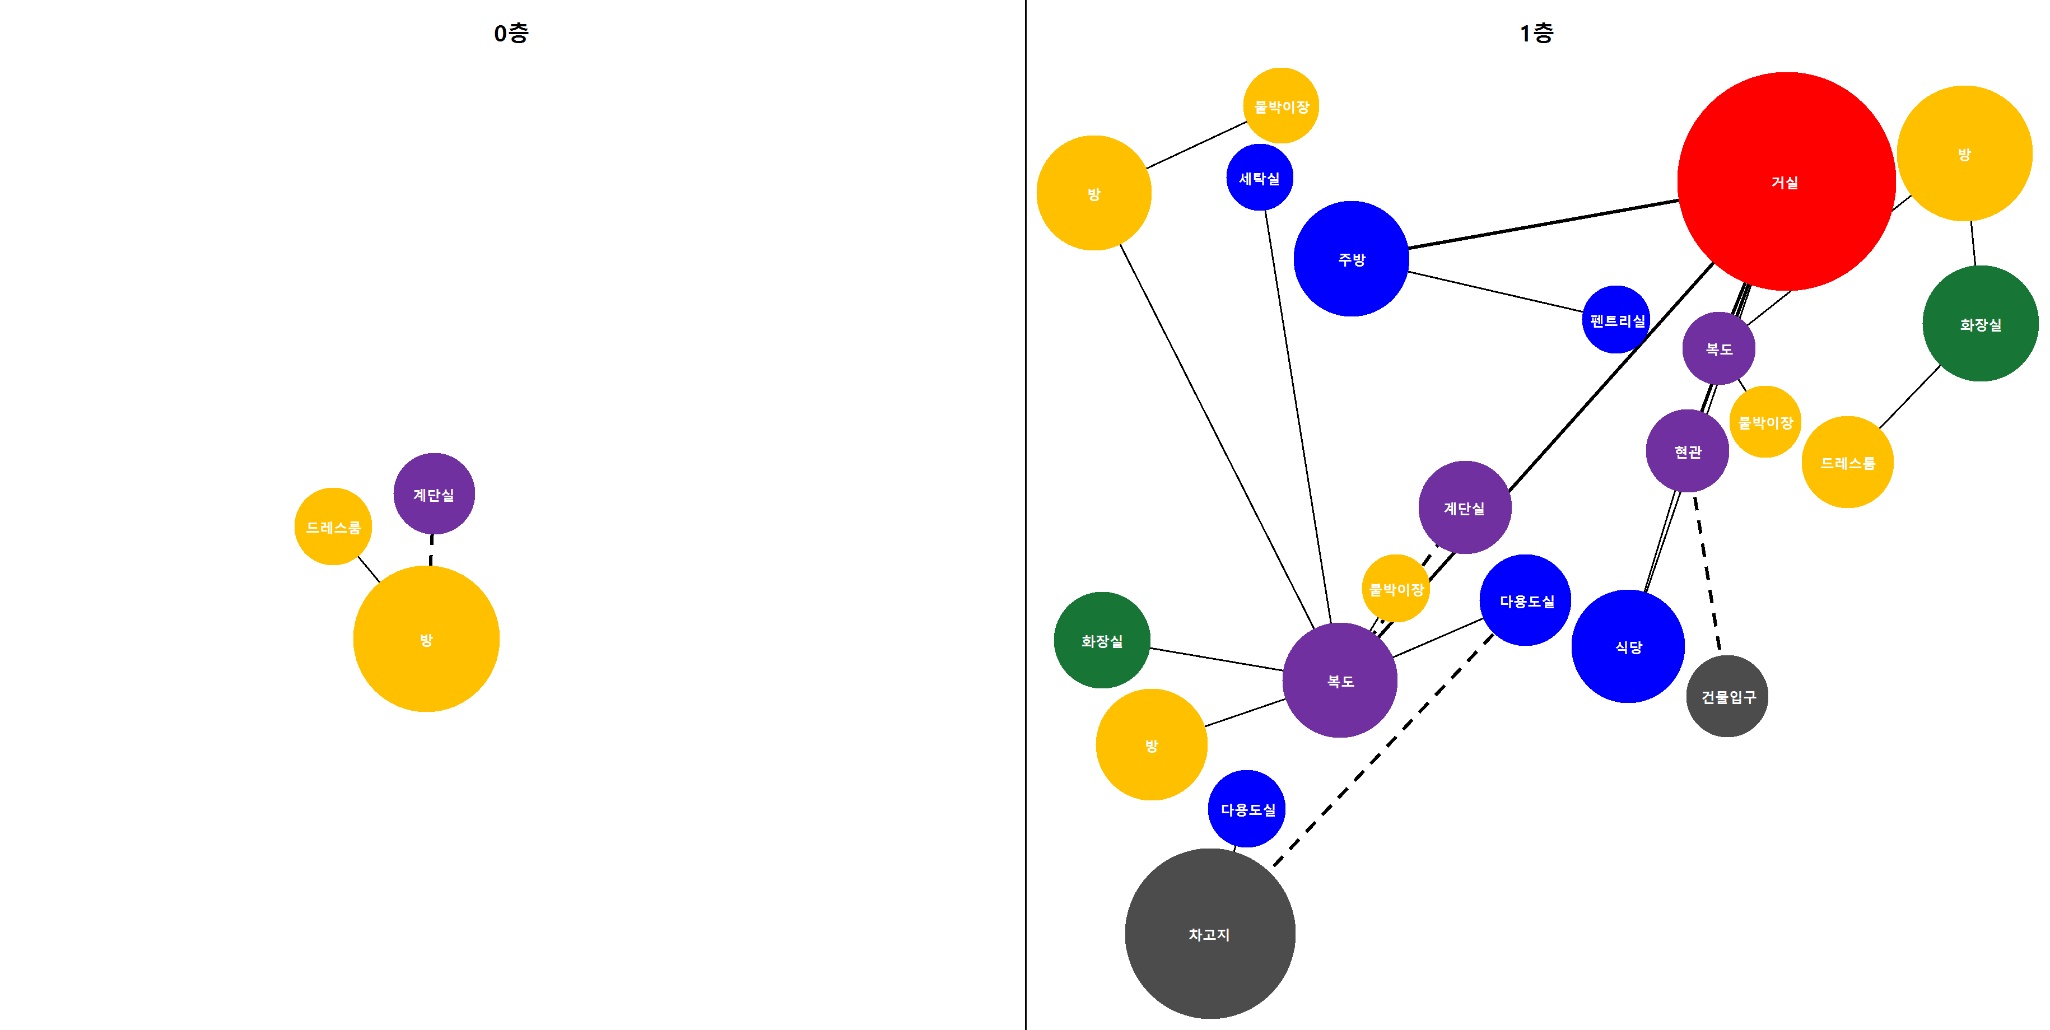 0층
계단실
드레스룸
방
1층
붙박이장
방
세탁실
주방
펜트리실
거실
방
화장실
복도
붙박이장
현관
드레스룸
계단실
붙박이장
다용도실
화장실
복도
식당
건물입구
방
다용도실
차고지